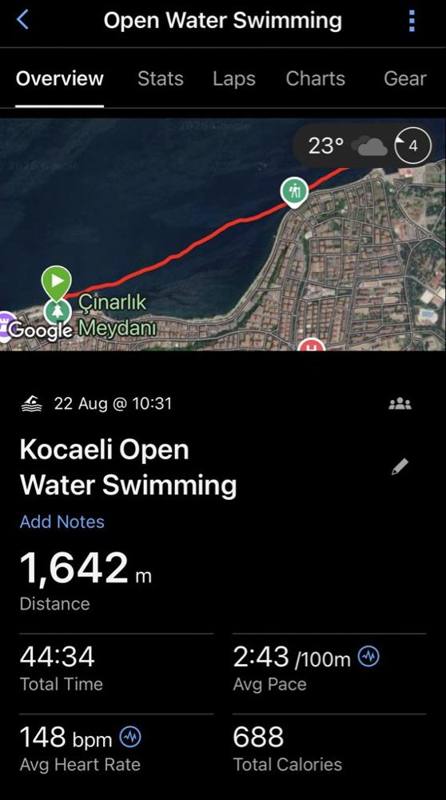 Open Water Swimming
Overview Stats Laps Charts Gear
23° 4
Çınarlık
Meydanı
Google
H
22 Aug @ 10:31
Kocaeli Open
Water Swimming
Add Notes
1,642 m
Distance
44:34 2:43 /100m
Total Time Avg Pace
148 bpm 688
Avg Heart Rate Total Calories